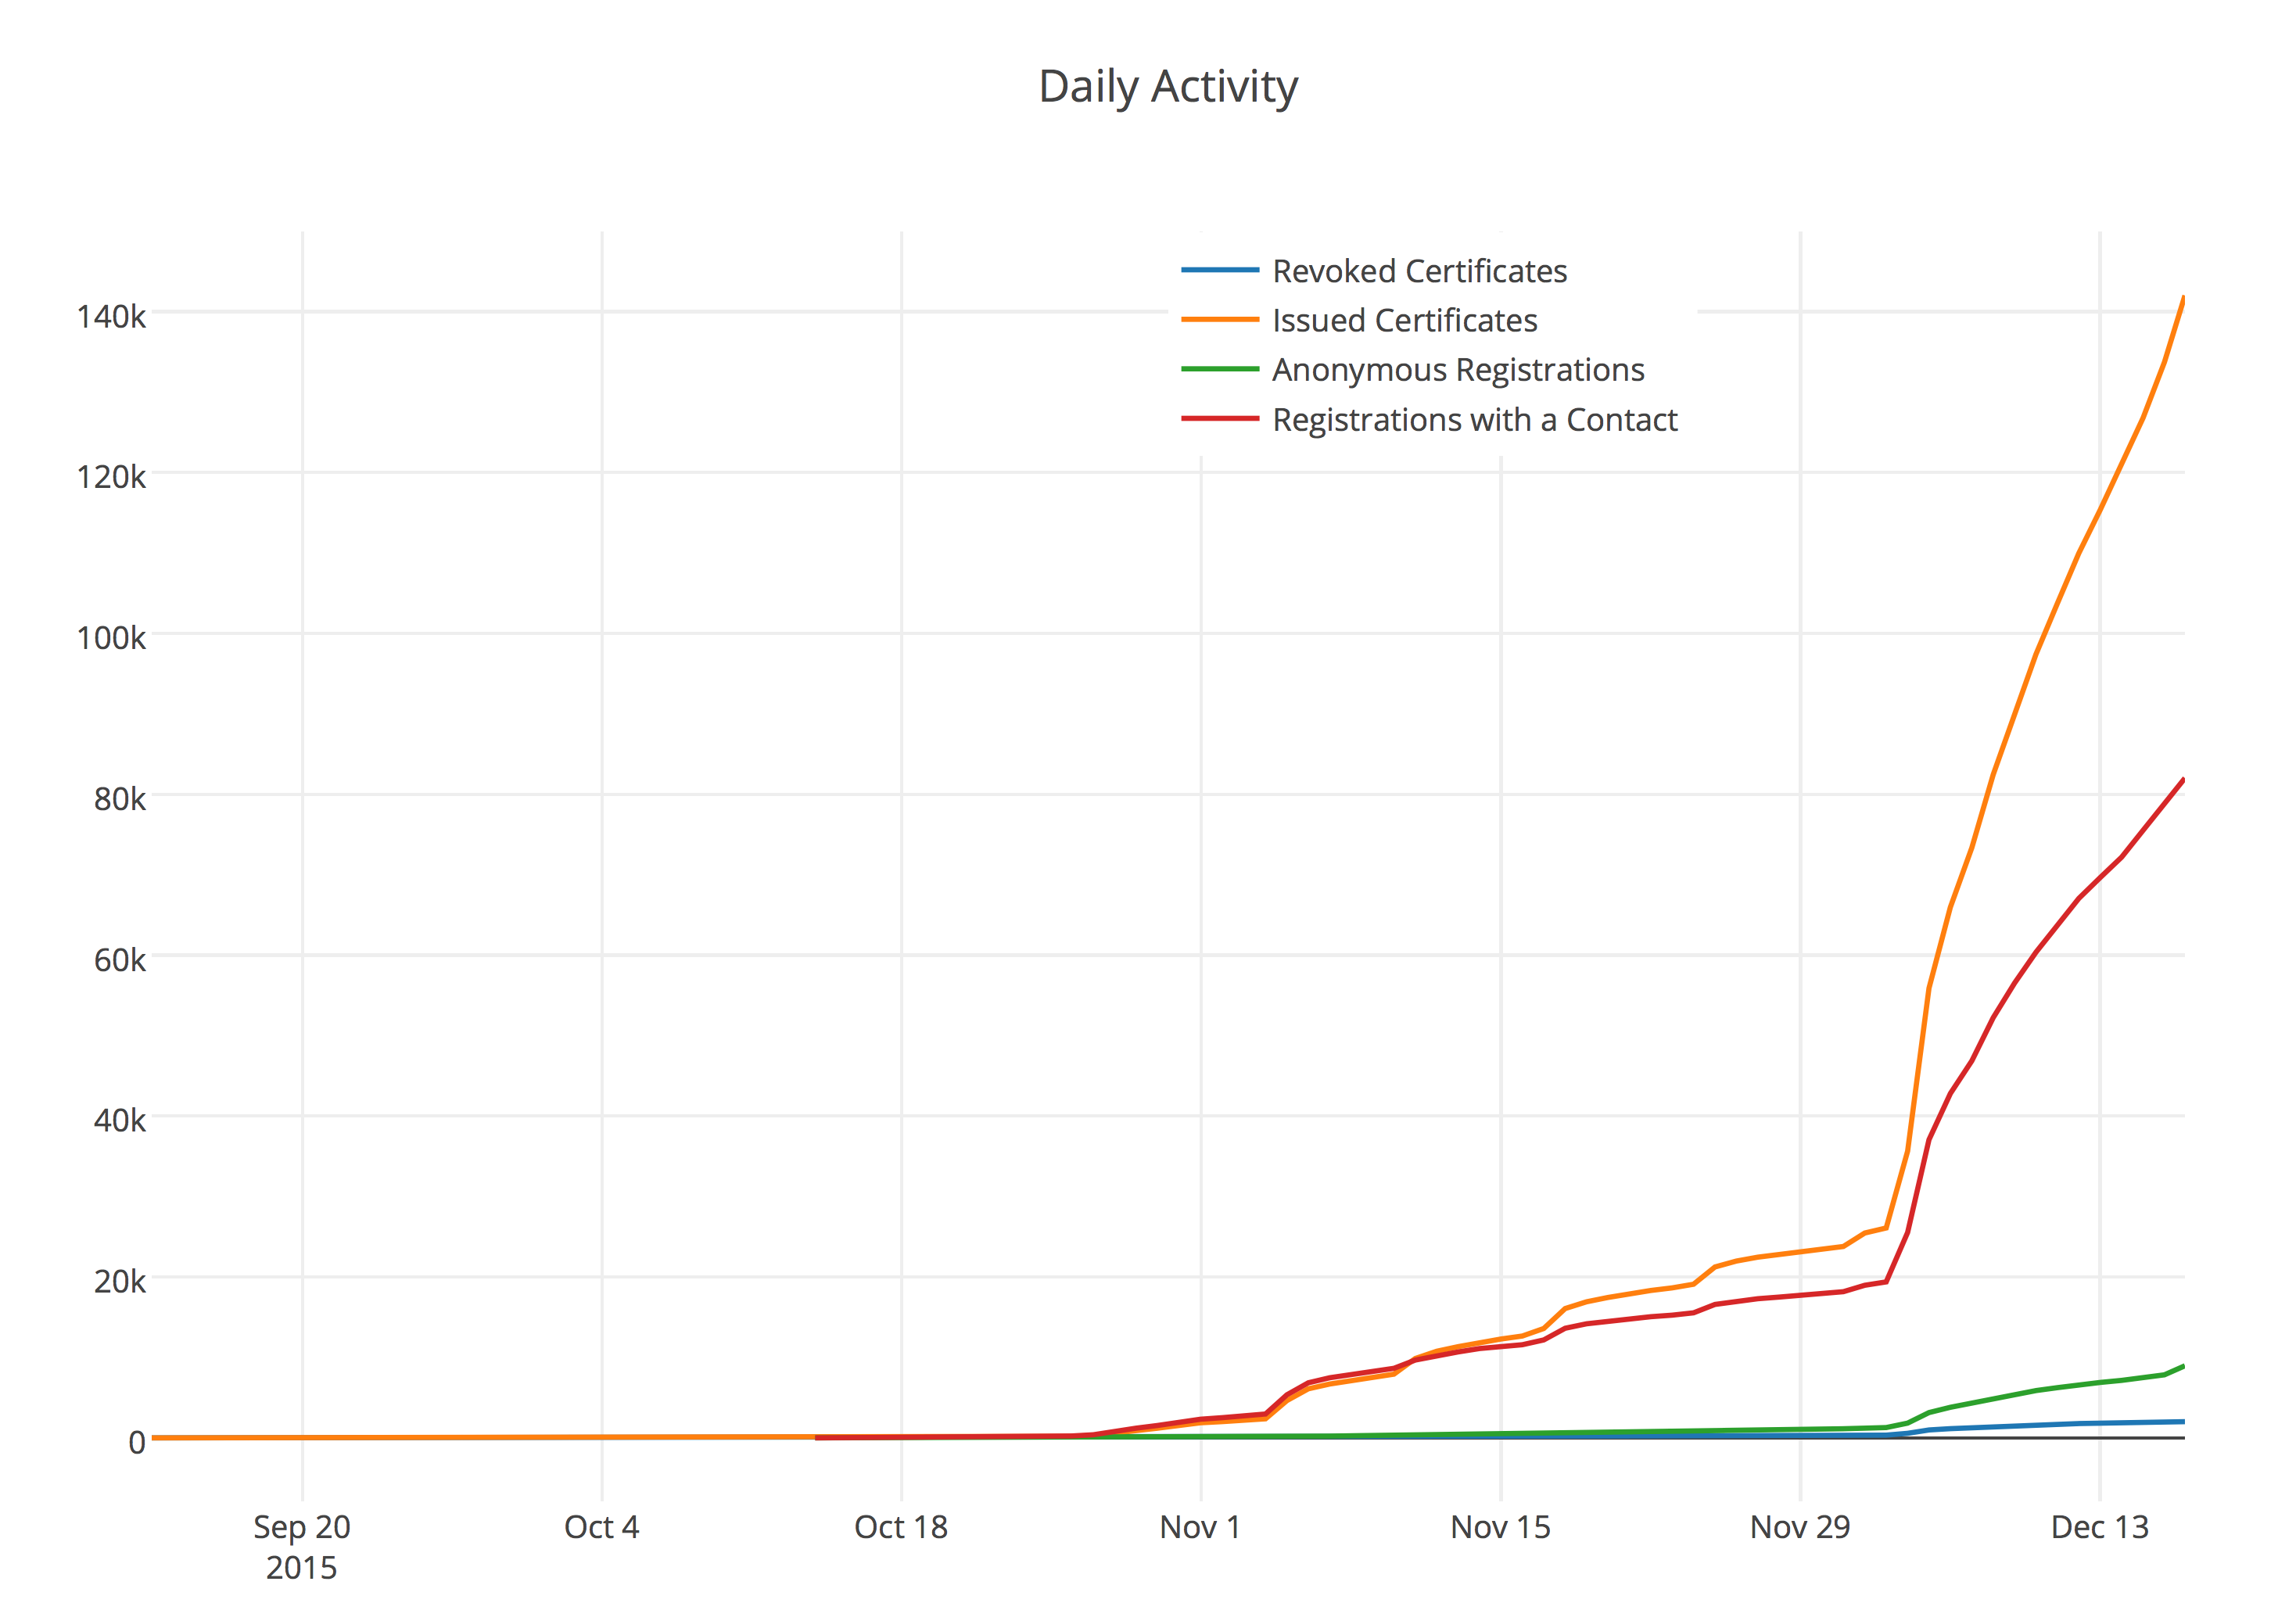 Daily Activity
Revoked Certificates
Issued Certificates
Anonymous Registrations
Registrations with a Contact
140k
120k
100k
80k
60k
40k
20k
0
Sep 20 Oct 4 Oct 18 Nov 1 Nov 15 Nov 29 Dec 13
2015